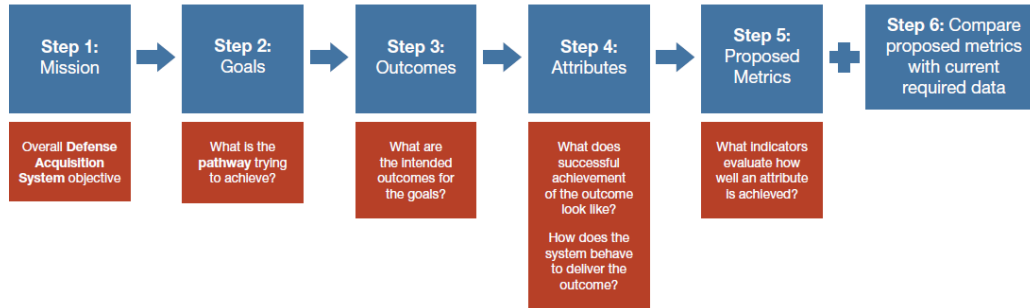 Step 1:
Mission
Step 2:
Goals
Step 3:
Outcomes
Step 4:
Attributes
Step 5:
Proposed
Metrics
Step 6: Compare
proposed metrics
with current
required data
Overall Defense
Acquisition
System objective
What is the
pathway trying
to achieve?
What are
the intended
outcomes for
the goals?
What does
successful
achievement
of the outcome
look like?
How does the
system behave
to deliver the
outcome?
What indicators
evaluate how
well an attribute
is achieved?